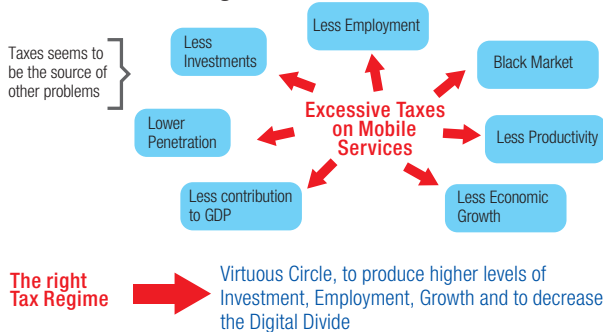 Less Employment
Less
Investments
Taxes seems to
be the source of
other problems
Black Market
Excessive Taxes
on Mobile
Services
Lower
Penetration
Less Productivity
Less contribution
to GDP
Less Economic
Growth
The right
Tax Regime
Virtuous Circle, to produce higher levels of
Investment, Employment, Growth and to decrease
the Digital Divide